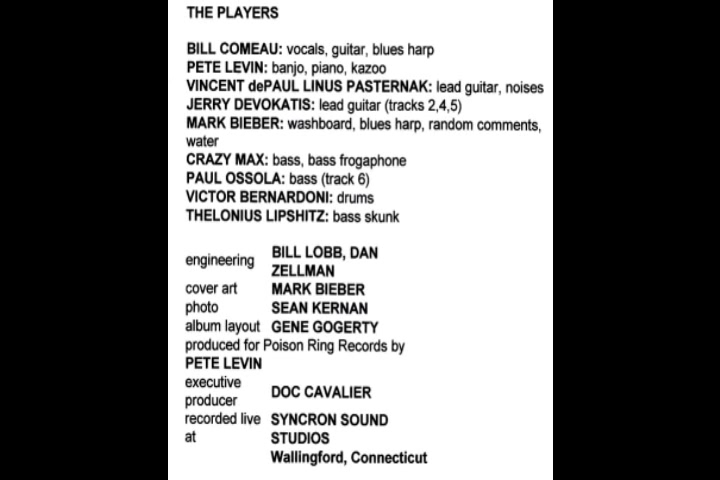 THE PLAYERS
BILL COMEAU: vocals, guitar, blues harp
PETE LEVIN: banjo, piano, kazoo
VINCENT dePAUL LINUS PASTERNAK: lead guitar, noises
JERRY DEVOKATIS: lead guitar (tracks 2,4,5)
MARK BIEBER: washboard, blues harp, random comments,
water
CRAZY MAX: bass, bass frogaphone
PAUL OSSOLA: bass (track 6)
VICTOR BERNARDONI: drums
THELONIUS LIPSHITZ: bass skunk
engineering BILL LOBB, DAN
ZELLMAN
cover art MARK BIEBER
photo SEAN KERNAN
album layout GENE GOGERTY
produced for Poison Ring Records by
PETE LEVIN
executive
producer DOC CAVALIER
recorded live SYNCRON SOUND
at STUDIOS
Wallingford, Connecticut